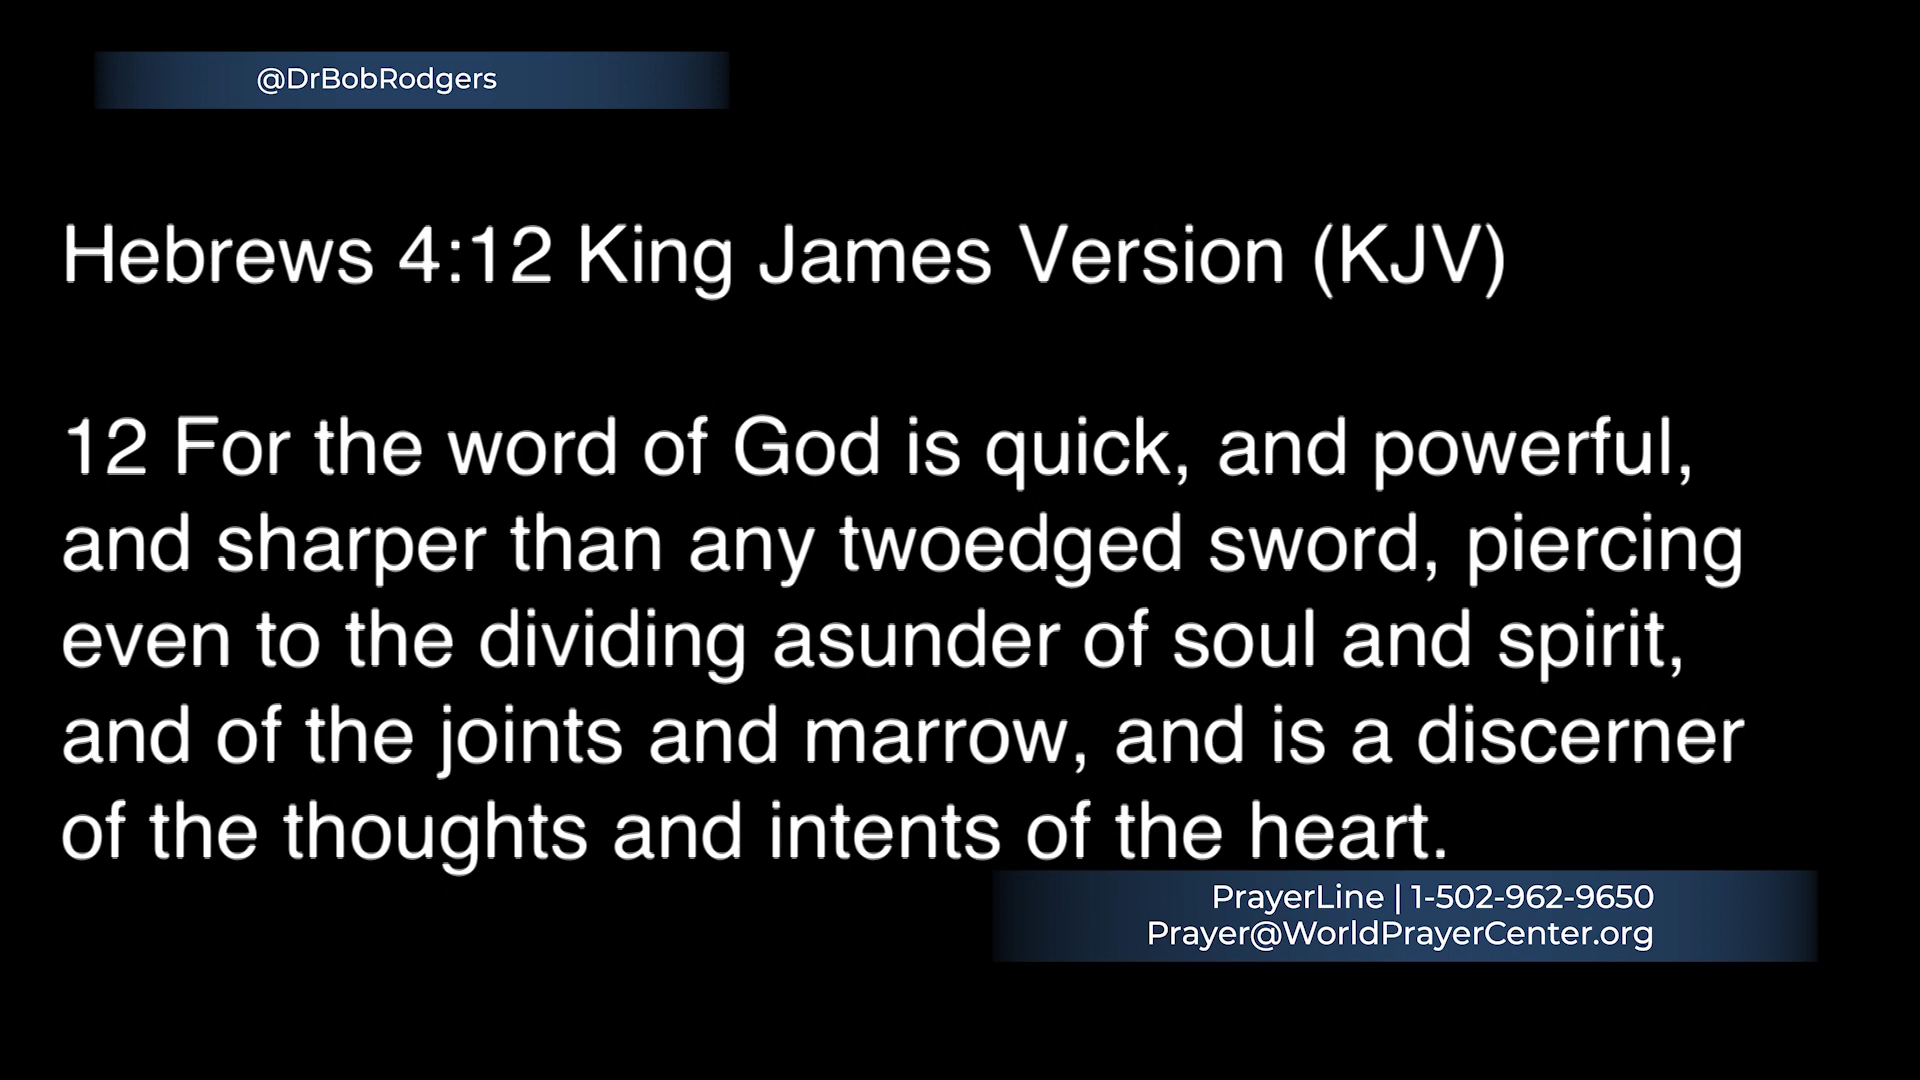 @DrBobRodgers
Hebrews 4:12 King James Version (KJV)
12 For the word of God is quick, and powerful,
and sharper than any twoedged sword, piercing
even to the dividing asunder of soul and spirit,
and of the joints and marrow, and is a discerner
of the thoughts and intents of the heart.
PrayerLine | 1-502-962-9650
Prayer@WorldPrayerCenter.org